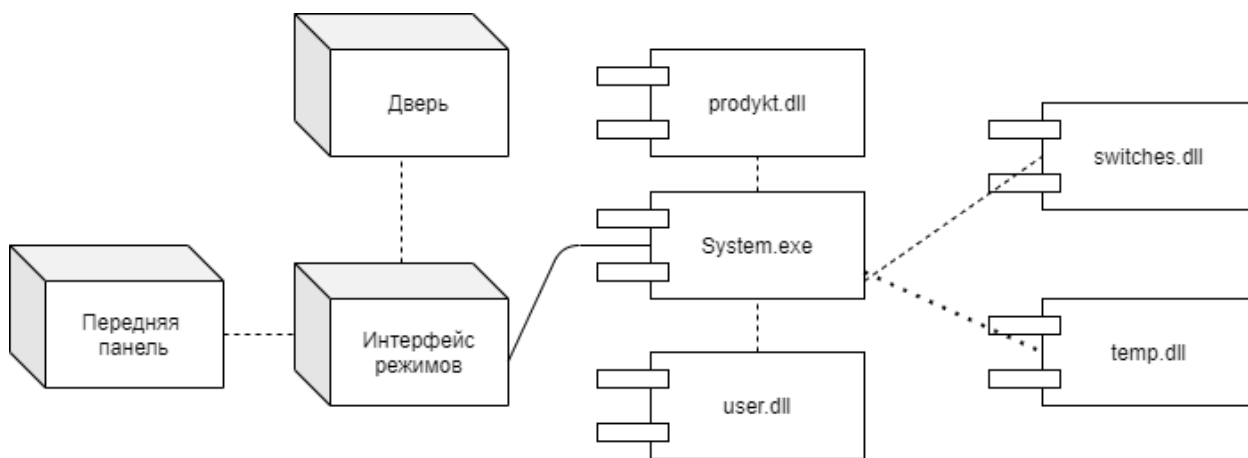 Дверь
prodykt.dll
switches.dll
System.exe
Передняя
панель
Интерфейс
режимов
temp.dll
user.dll